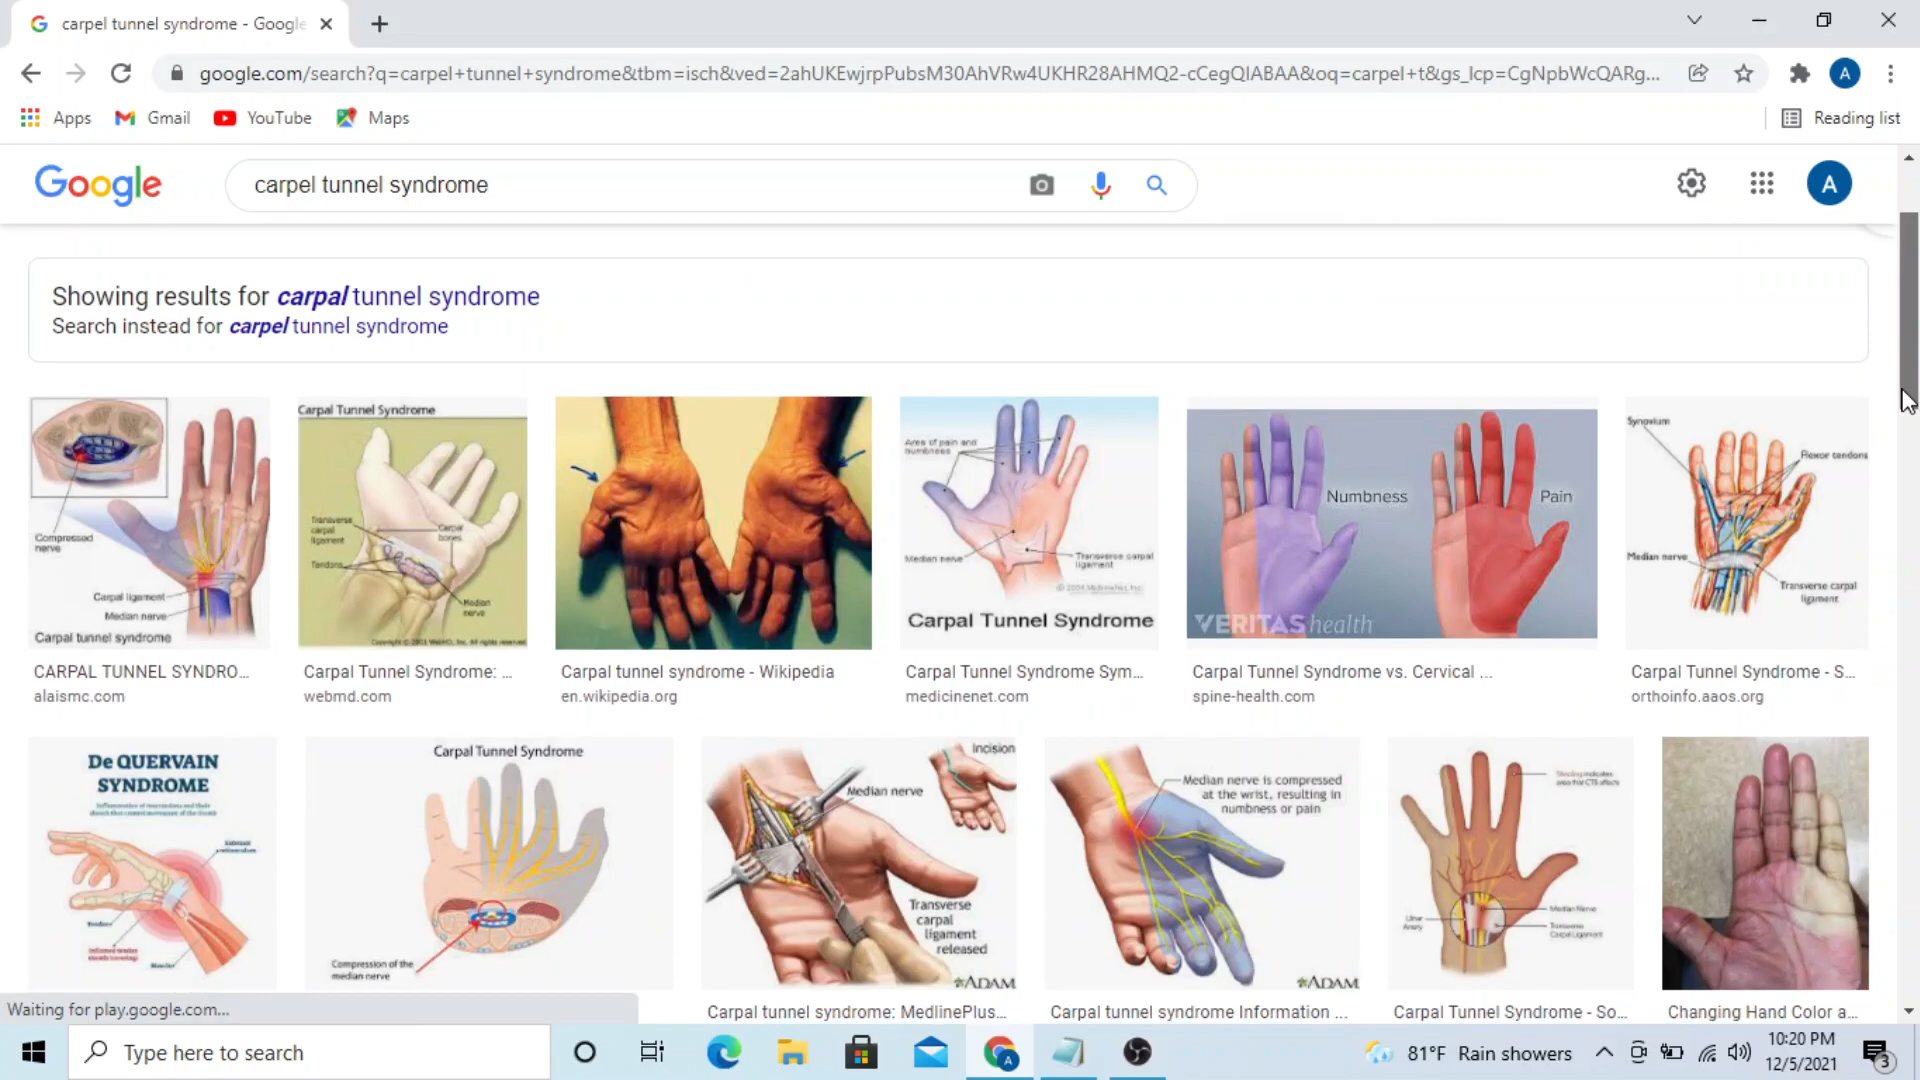 carpel tunnel syndrome - Google
google.com/search?q=carpel+tunnel+syndrome&tbm=isch&ved=2ahUKEwjrpPubsM30AhVRw4UKHR28AHMQ2-cCegQIABAA&oq=carpel+t&gs_lcp=CgNpbWcQARg...
A
Apps
Gmail
YouTube
Maps
Reading list
Google
carpel tunnel syndrome
A
Showing results for carpal tunnel syndrome
Search instead for carpel tunnel syndrome
Compressed
nerve
Carpal ligament
Median nerve
Carpal tunnel syndrome
CARPAL TUNNEL SYNDRO...
alaismc.com
Carpal Tunnel Syndrome
Transverse
carpal
ligament
Carpal
bones
Tendons
Median
nerve
Carpal Tunnel Syndrome: ...
webmd.com
Carpal tunnel syndrome - Wikipedia
en.wikipedia.org
Area of pain and
numbness
Median nerve
Transverse carpal
ligament
Carpal Tunnel Syndrome
Carpal Tunnel Syndrome Sym...
medicinenet.com
Numbness
Pain
VERITAS health
Carpal Tunnel Syndrome vs. Cervical ...
spine-health.com
Synovium
Flexor tendons
Median nerve
Transverse carpal
ligament
Carpal Tunnel Syndrome - S...
orthoinfo.aaos.org
De QUERVAIN
SYNDROME
Carpal Tunnel Syndrome
Compression of the
median nerve
Incision
Median nerve
Transverse
carpal
ligament
released
ADAM
Carpal tunnel syndrome: MedlinePlus...
Median nerve is compressed
at the wrist, resulting in
numbness or pain
ADAM
Carpal tunnel syndrome Information ...
Ulnar
Artery
Median Nerve
Transverse
Carpal Ligament
Carpal Tunnel Syndrome - So...
Changing Hand Color a...
Waiting for play.google.com...
Type here to search
A
81°F Rain showers
10:20 PM
12/5/2021
3